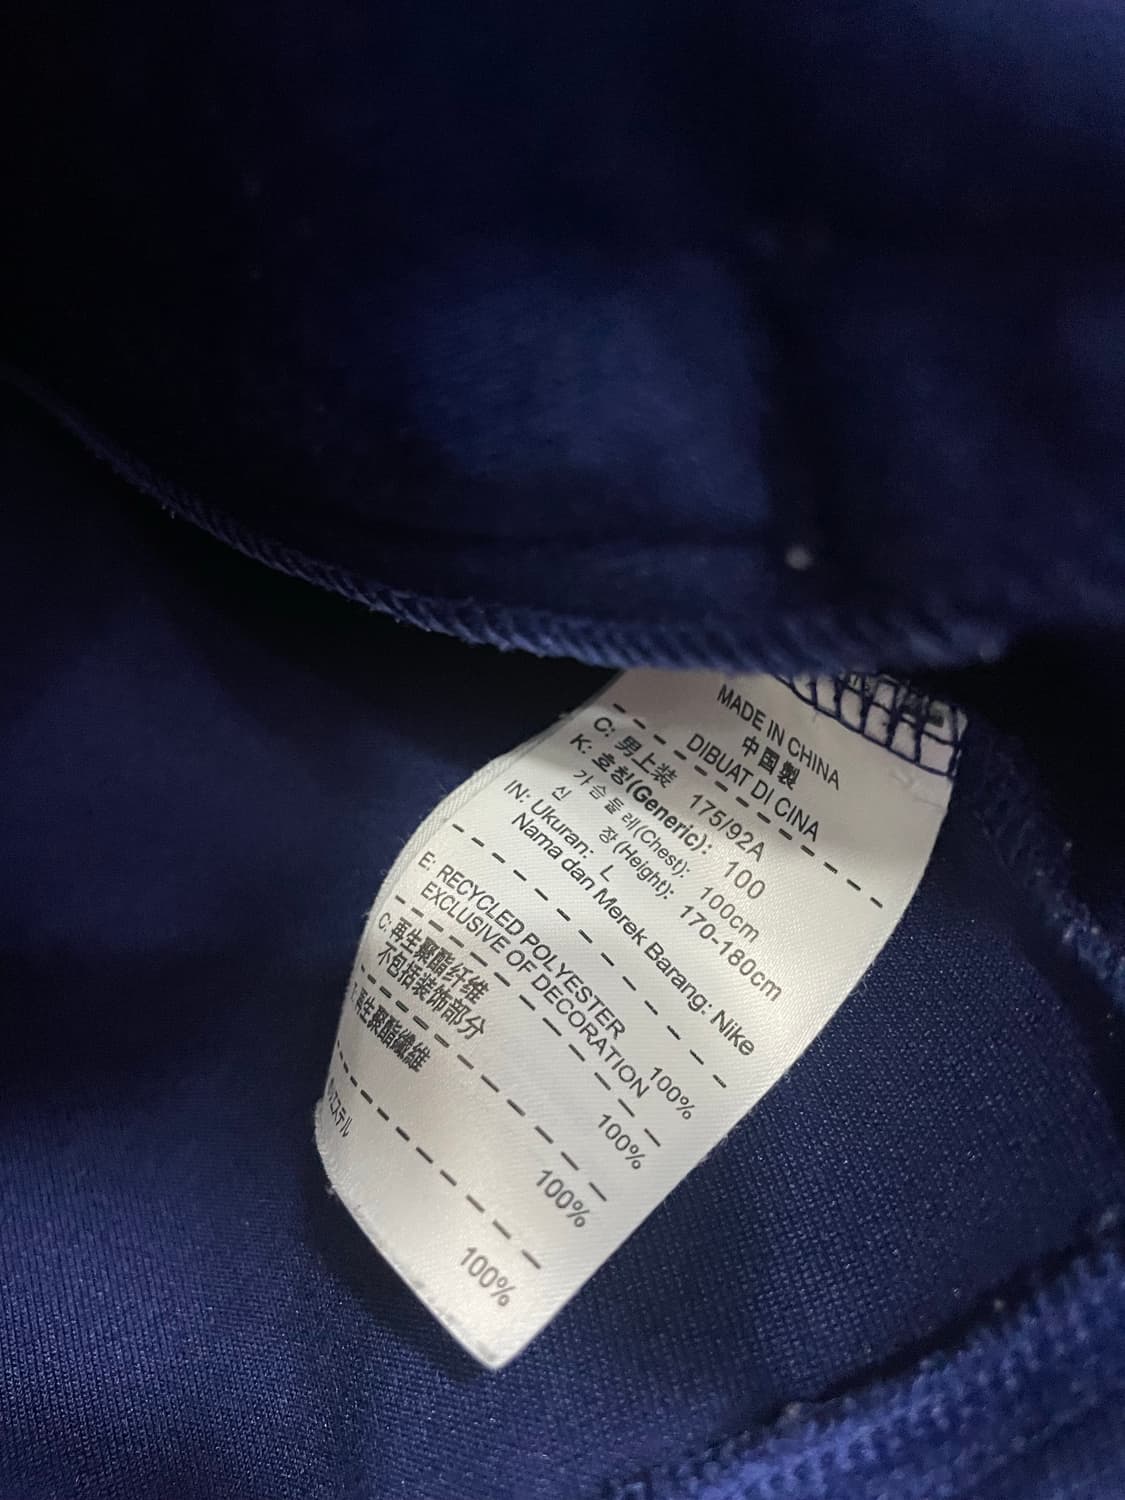 MADE IN CHINA
中国製
DIBUAT DI CINA
C: 男上装 175/92A
K: 호칭(Generic): 100
가슴둘레(Chest): 100cm
신 장(Height): 170-180cm
IN: Ukuran: L
Nama dan Merek Barang: Nike
E: RECYCLED POLYESTER 100%
EXCLUSIVE OF DECORATION
C: 再生聚酯纤维 100%
不包括装饰部分
T: 再生聚酯纖維 100%
100%